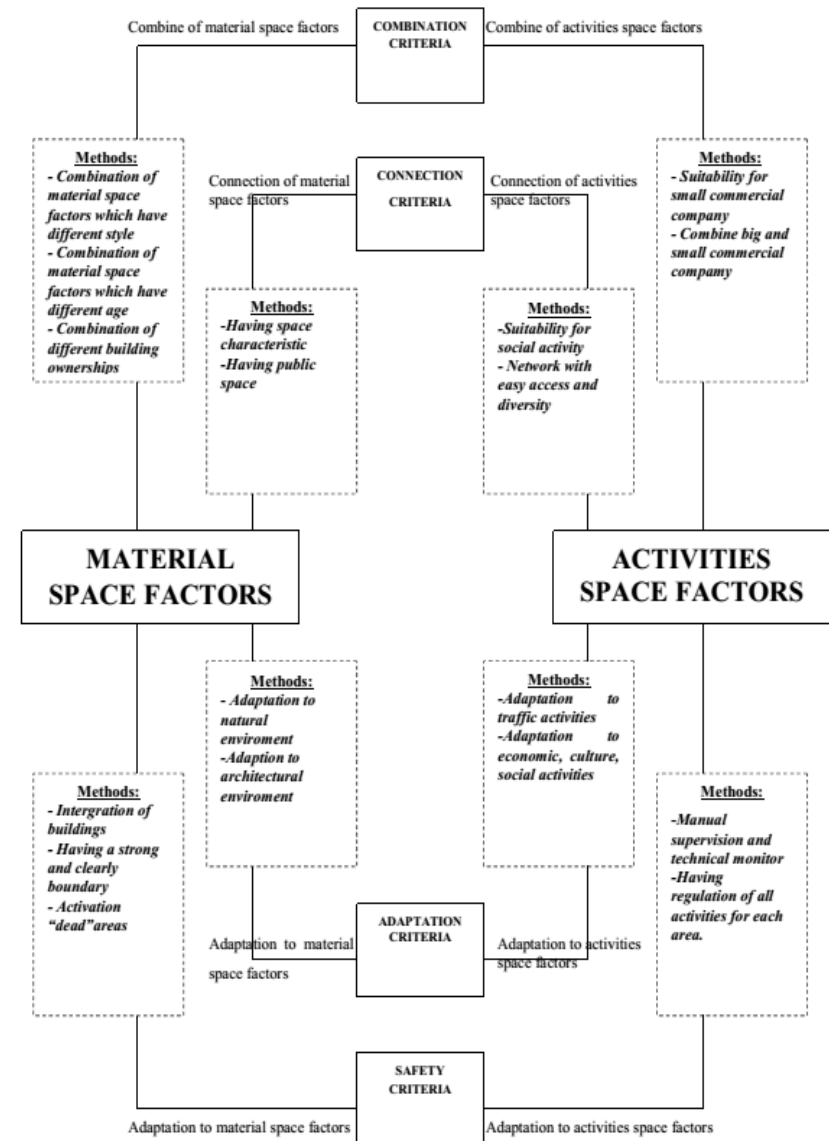 Combine of material space factors
COMBINATION
CRITERIA
Combine of activities space factors
Methods:
- Combination of
material space
factors which have
different style
- Combination of
material space
factors which have
different age
- Combination of
different building
ownerships
Connection of material
space factors
CONNECTION
CRITERIA
Connection of activities
space factors
Methods:
- Suitability for
small commercial
company
- Combine big and
small commercial
compamy
Methods:
-Having space
characteristic
-Having public
space
Methods:
-Suitability for
social activity
- Network with
easy access and
diversity
MATERIAL
SPACE FACTORS
ACTIVITIES
SPACE FACTORS
Methods:
- Adaptation to
natural
enviroment
-Adaption to
architectural
enviroment
Methods:
-Adaptation to
traffic activities
-Adaptation to
economic, culture,
social activities
Methods:
- Intergration of
buildings
- Having a strong
and clearly
boundary
- Activation
“dead”areas
Methods:
-Manual
supervision and
technical monitor
-Having
regulation of all
activities for each
area.
Adaptation to material
space factors
ADAPTATION
CRITERIA
Adaptation to activities
space factors
SAFETY
CRITERIA
Adaptation to material space factors
Adaptation to activities space factors